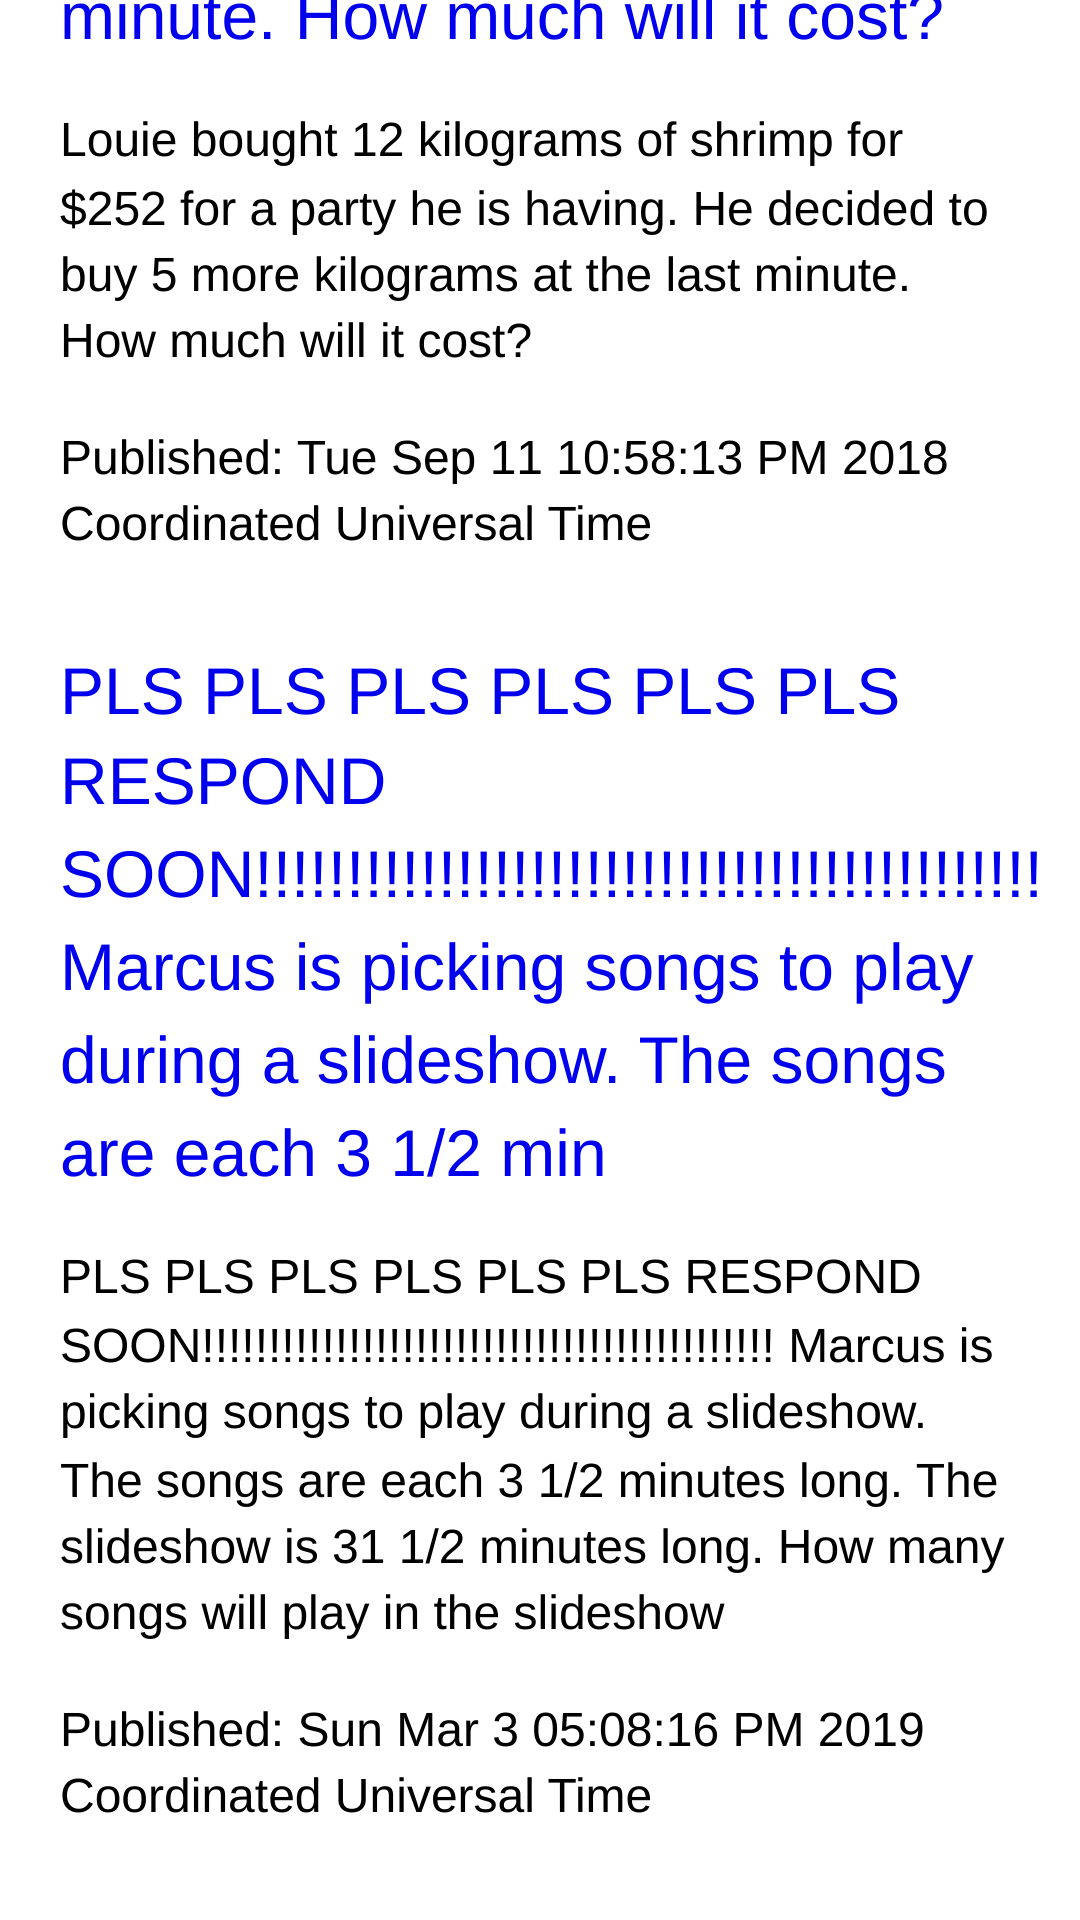 minute. How much will it cost?
Louie bought 12 kilograms of shrimp for
$252 for a party he is having. He decided to
buy 5 more kilograms at the last minute.
How much will it cost?
Published: Tue Sep 11 10:58:13 PM 2018
Coordinated Universal Time
PLS PLS PLS PLS PLS PLS
RESPOND
SOON!!!!!!!!!!!!!!!!!!!!!!!!!!!!!!!!!!!!!!!!!!!
Marcus is picking songs to play
during a slideshow. The songs
are each 3 1/2 min
PLS PLS PLS PLS PLS PLS RESPOND
SOON!!!!!!!!!!!!!!!!!!!!!!!!!!!!!!!!!!!!!!!!!!! Marcus is
picking songs to play during a slideshow.
The songs are each 3 1/2 minutes long. The
slideshow is 31 1/2 minutes long. How many
songs will play in the slideshow
Published: Sun Mar 3 05:08:16 PM 2019
Coordinated Universal Time